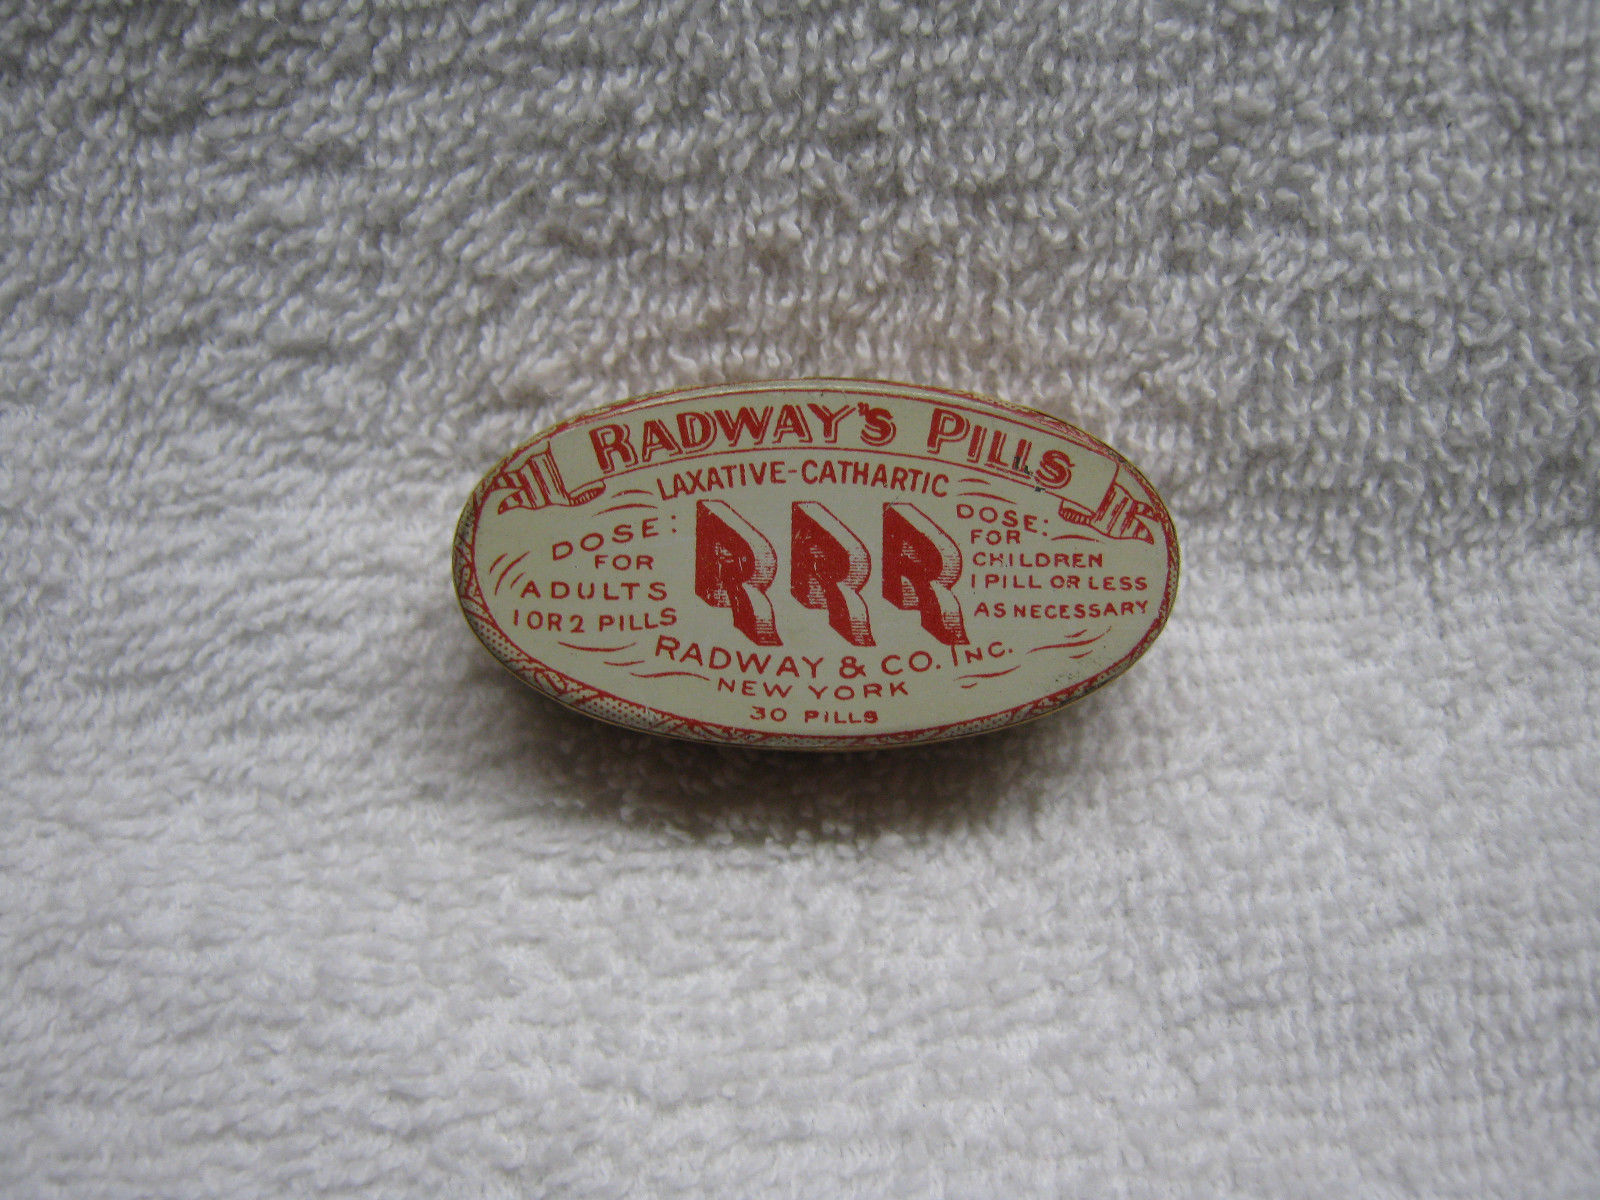 RADWAY'S PILLS
LAXATIVE-CATHARTIC
DOSE:
FOR
ADULTS
1 OR 2 PILLS
RRR
DOSE:
FOR
CHILDREN
1 PILL OR LESS
AS NECESSARY
RADWAY & CO. INC.
NEW YORK
30 PILLS